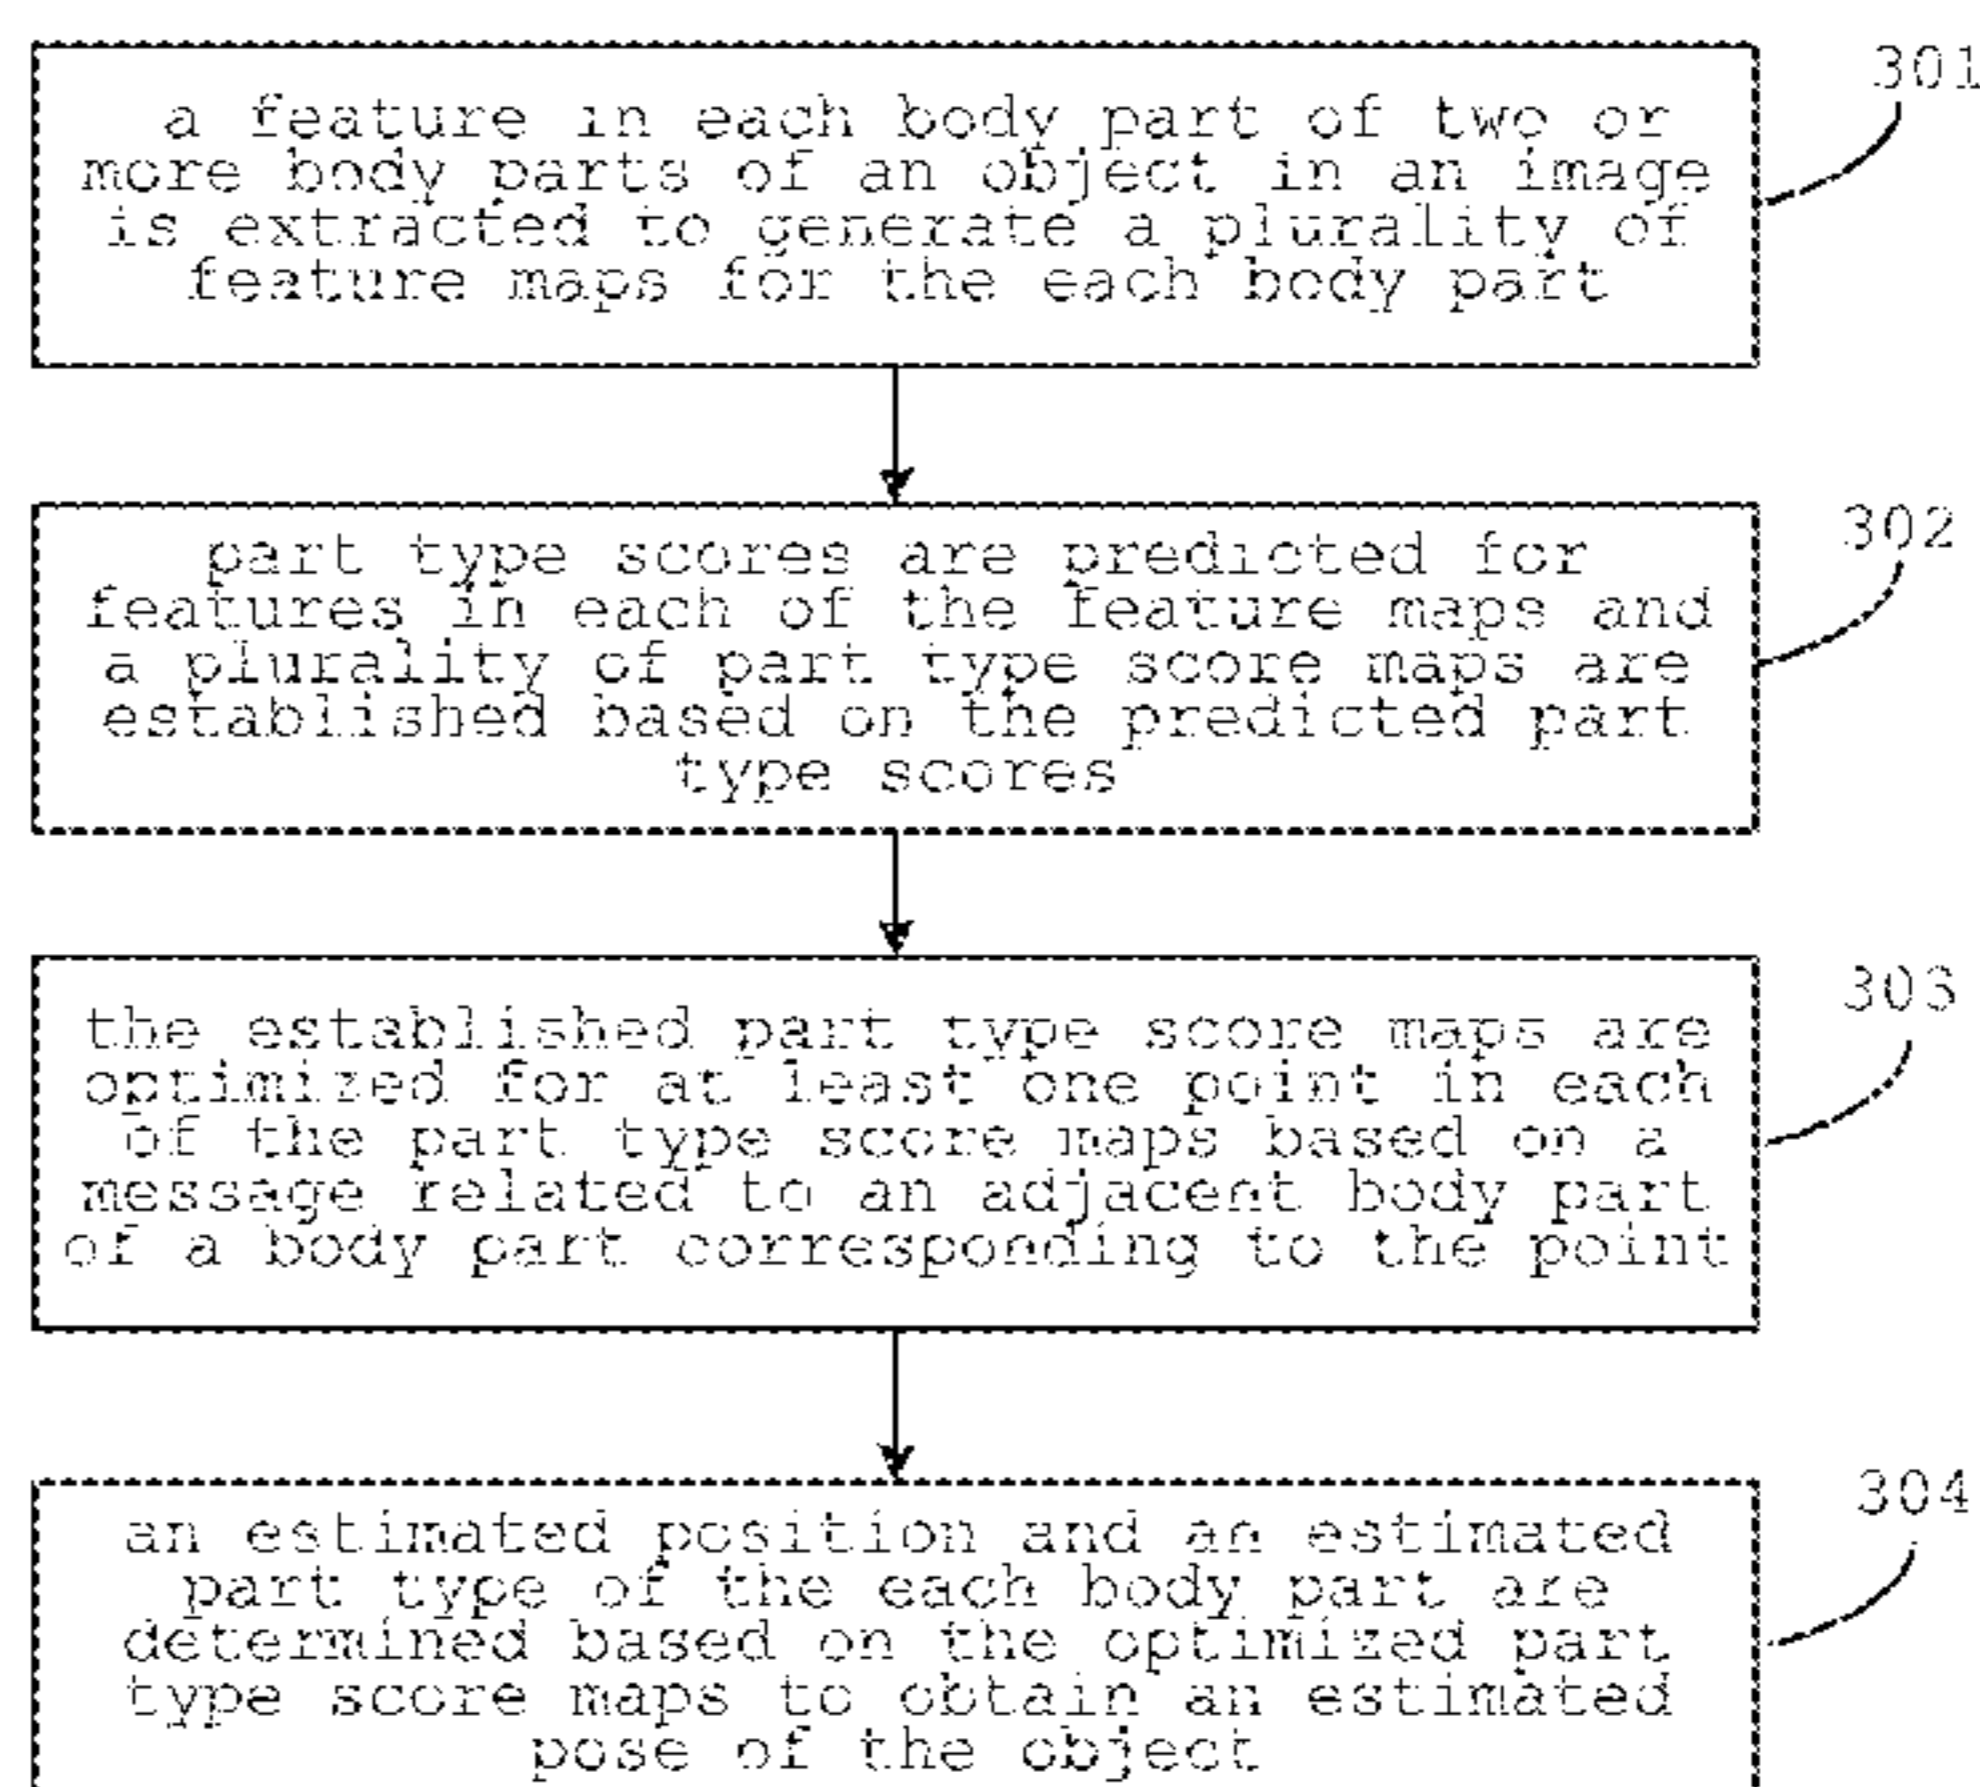 301
a feature in each body part of two or
more body parts of an object in an image
is extracted to generate a plurality of
feature maps for the each body part
302
part type scores are predicted for
features in each of the feature maps and
a plurality of part type score maps are
established based on the predicted part
type scores
303
the established part type score maps are
optimized for at least one point in each
of the part type score maps based on a
message related to an adjacent body part
of a body part corresponding to the point
304
an estimated position and an estimated
part type of the each body part are
determined based on the optimized part
type score maps to obtain an estimated
pose of the object